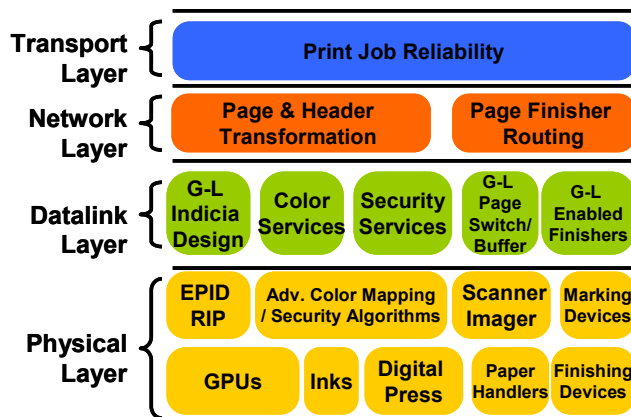 Transport
Layer
Print Job Reliability
Network
Layer
Page & Header
Transformation
Page Finisher
Routing
Datalink
Layer
G-L
Indicia
Design
Color
Services
Security
Services
G-L
Page
Switch/
Buffer
G-L
Enabled
Finishers
Physical
Layer
EPID
RIP
Adv. Color Mapping
/ Security Algorithms
Scanner
Imager
Marking
Devices
GPUs
Inks
Digital
Press
Paper
Handlers
Finishing
Devices